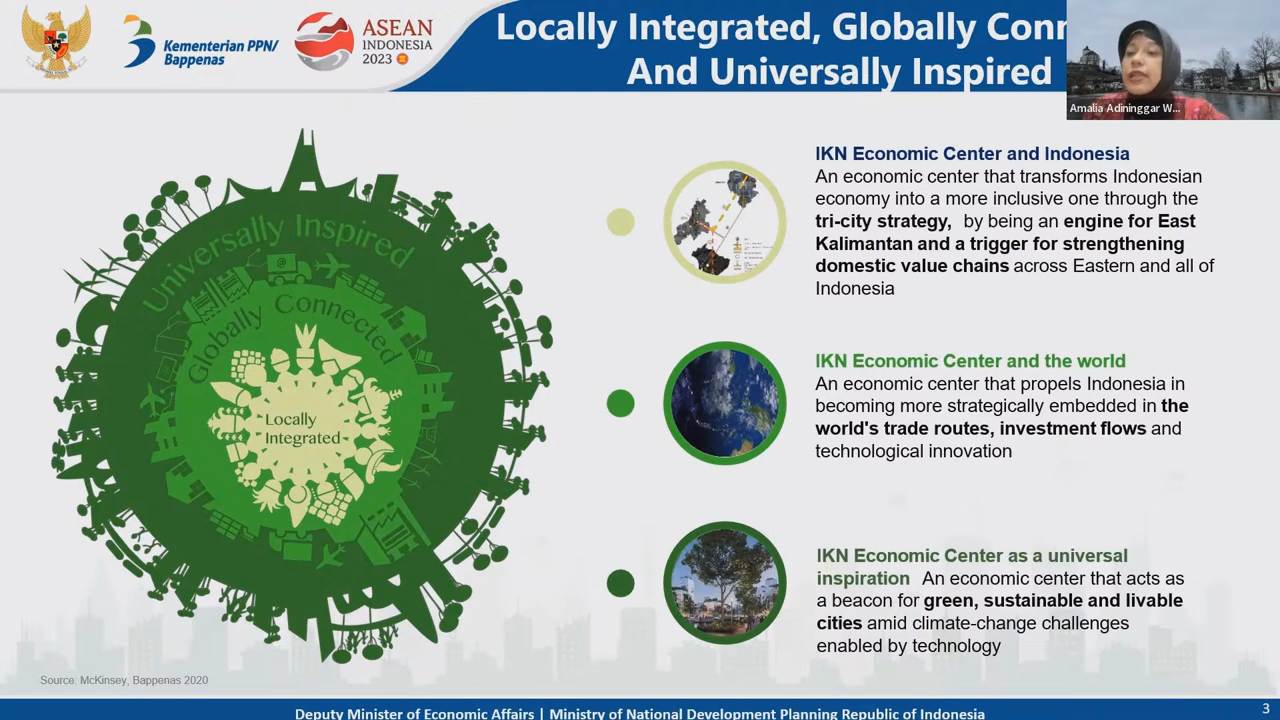 Kementerian PPN/
Bappenas
ASEAN
INDONESIA
2023
Locally Integrated, Globally Conn
And Universally Inspired
Amalia Adininggar W...
Universally Inspired
Globally Connected
Locally
Integrated
IKN Economic Center and Indonesia
An economic center that transforms Indonesian
economy into a more inclusive one through the
tri-city strategy, by being an engine for East
Kalimantan and a trigger for strengthening
domestic value chains across Eastern and all of
Indonesia
IKN Economic Center and the world
An economic center that propels Indonesia in
becoming more strategically embedded in the
world's trade routes, investment flows and
technological innovation
IKN Economic Center as a universal
inspiration An economic center that acts as
a beacon for green, sustainable and livable
cities amid climate-change challenges
enabled by technology
Source: McKinsey, Bappenas 2020
Deputy Minister of Economic Affairs | Ministry of National Development Planning Republic of Indonesia
3